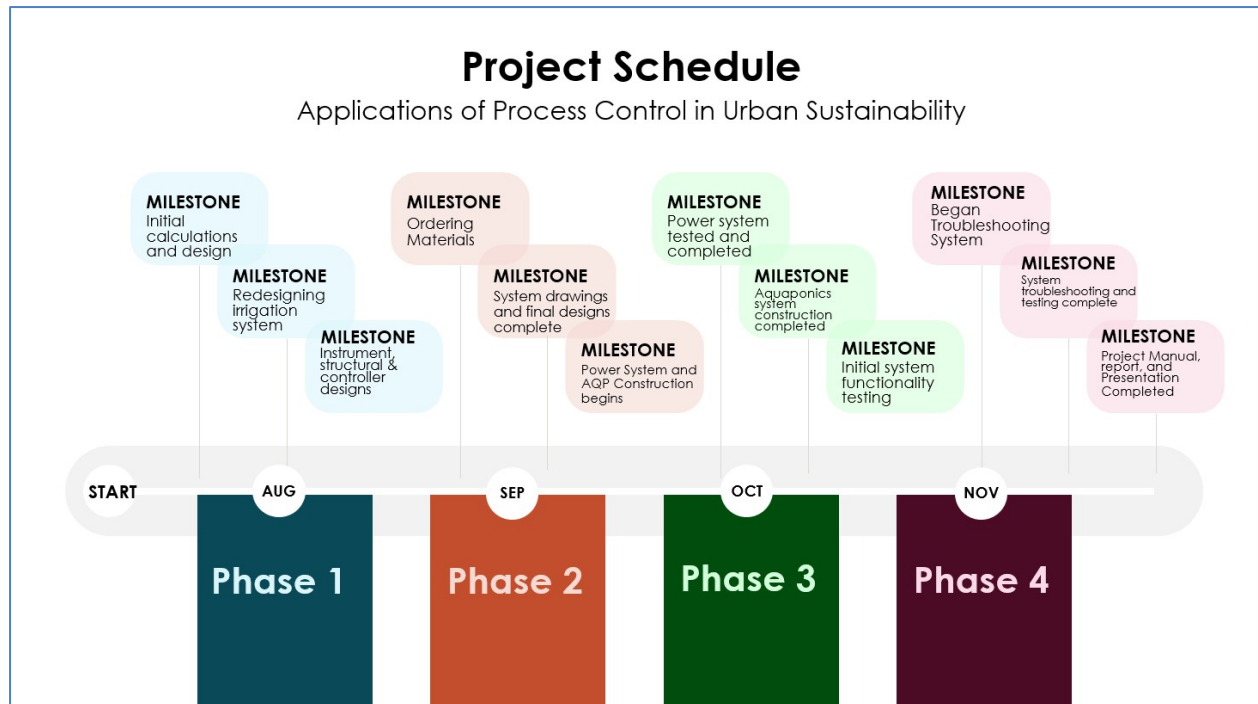 Project Schedule
Applications of Process Control in Urban Sustainability
MILESTONE
Initial
calculations
and design
MILESTONE
Redesigning
irrigation
system
MILESTONE
Instrument,
structural &
controller
designs
MILESTONE
Ordering
Materials
MILESTONE
System drawings
and final designs
complete
MILESTONE
Power System and
AQP Construction
begins
MILESTONE
Power system
tested and
completed
MILESTONE
Aquaponics
system
construction
completed
MILESTONE
Initial system
functionality
testing
MILESTONE
Began
Troubleshooting
System
MILESTONE
System
troubleshooting and
testing complete
MILESTONE
Project Manual,
report, and
Presentation
Completed
START
AUG
SEP
OCT
NOV
Phase 1
Phase 2
Phase 3
Phase 4